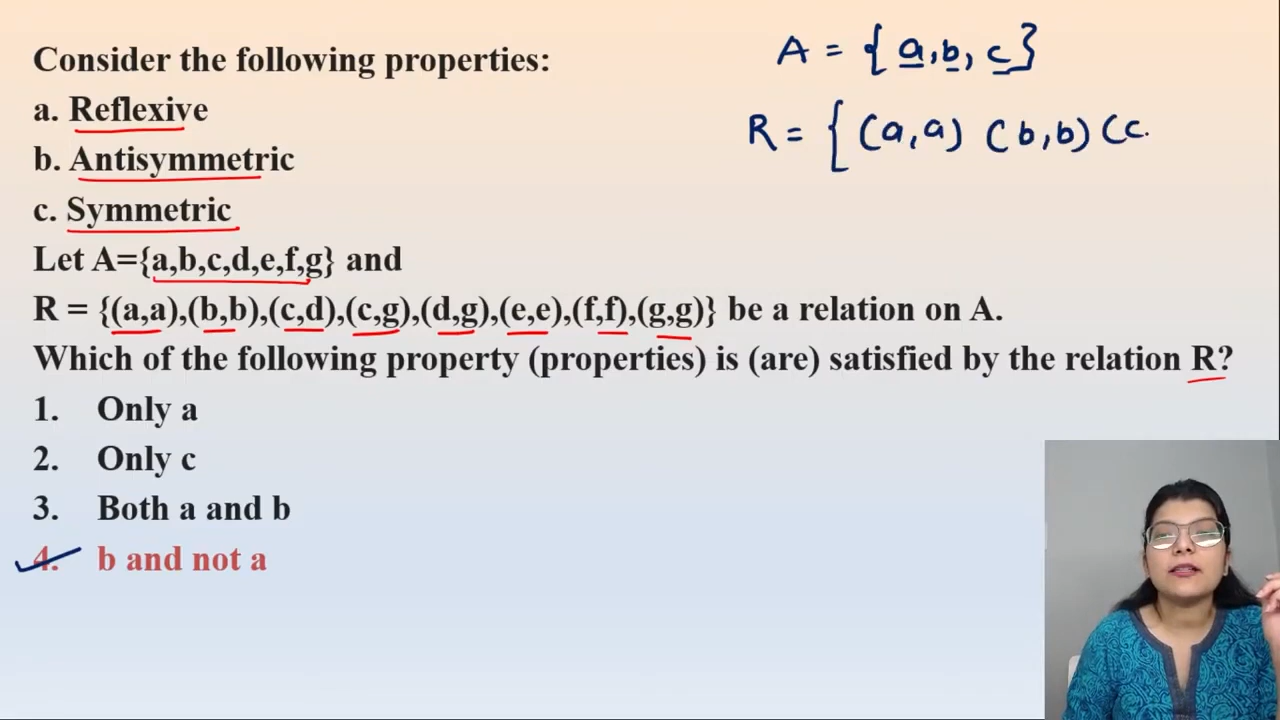 Consider the following properties:
a. Reflexive
b. Antisymmetric
c. Symmetric
Let A={a,b,c,d,e,f,g} and
R = {(a,a),(b,b),(c,d),(c,g),(d,g),(e,e),(f,f),(g,g)} be a relation on A.
Which of the following property (properties) is (are) satisfied by the relation R?
1. Only a
2. Only c
3. Both a and b
4. b and not a
A = { a, b, c }
R = { (a, a) (b, b) (c